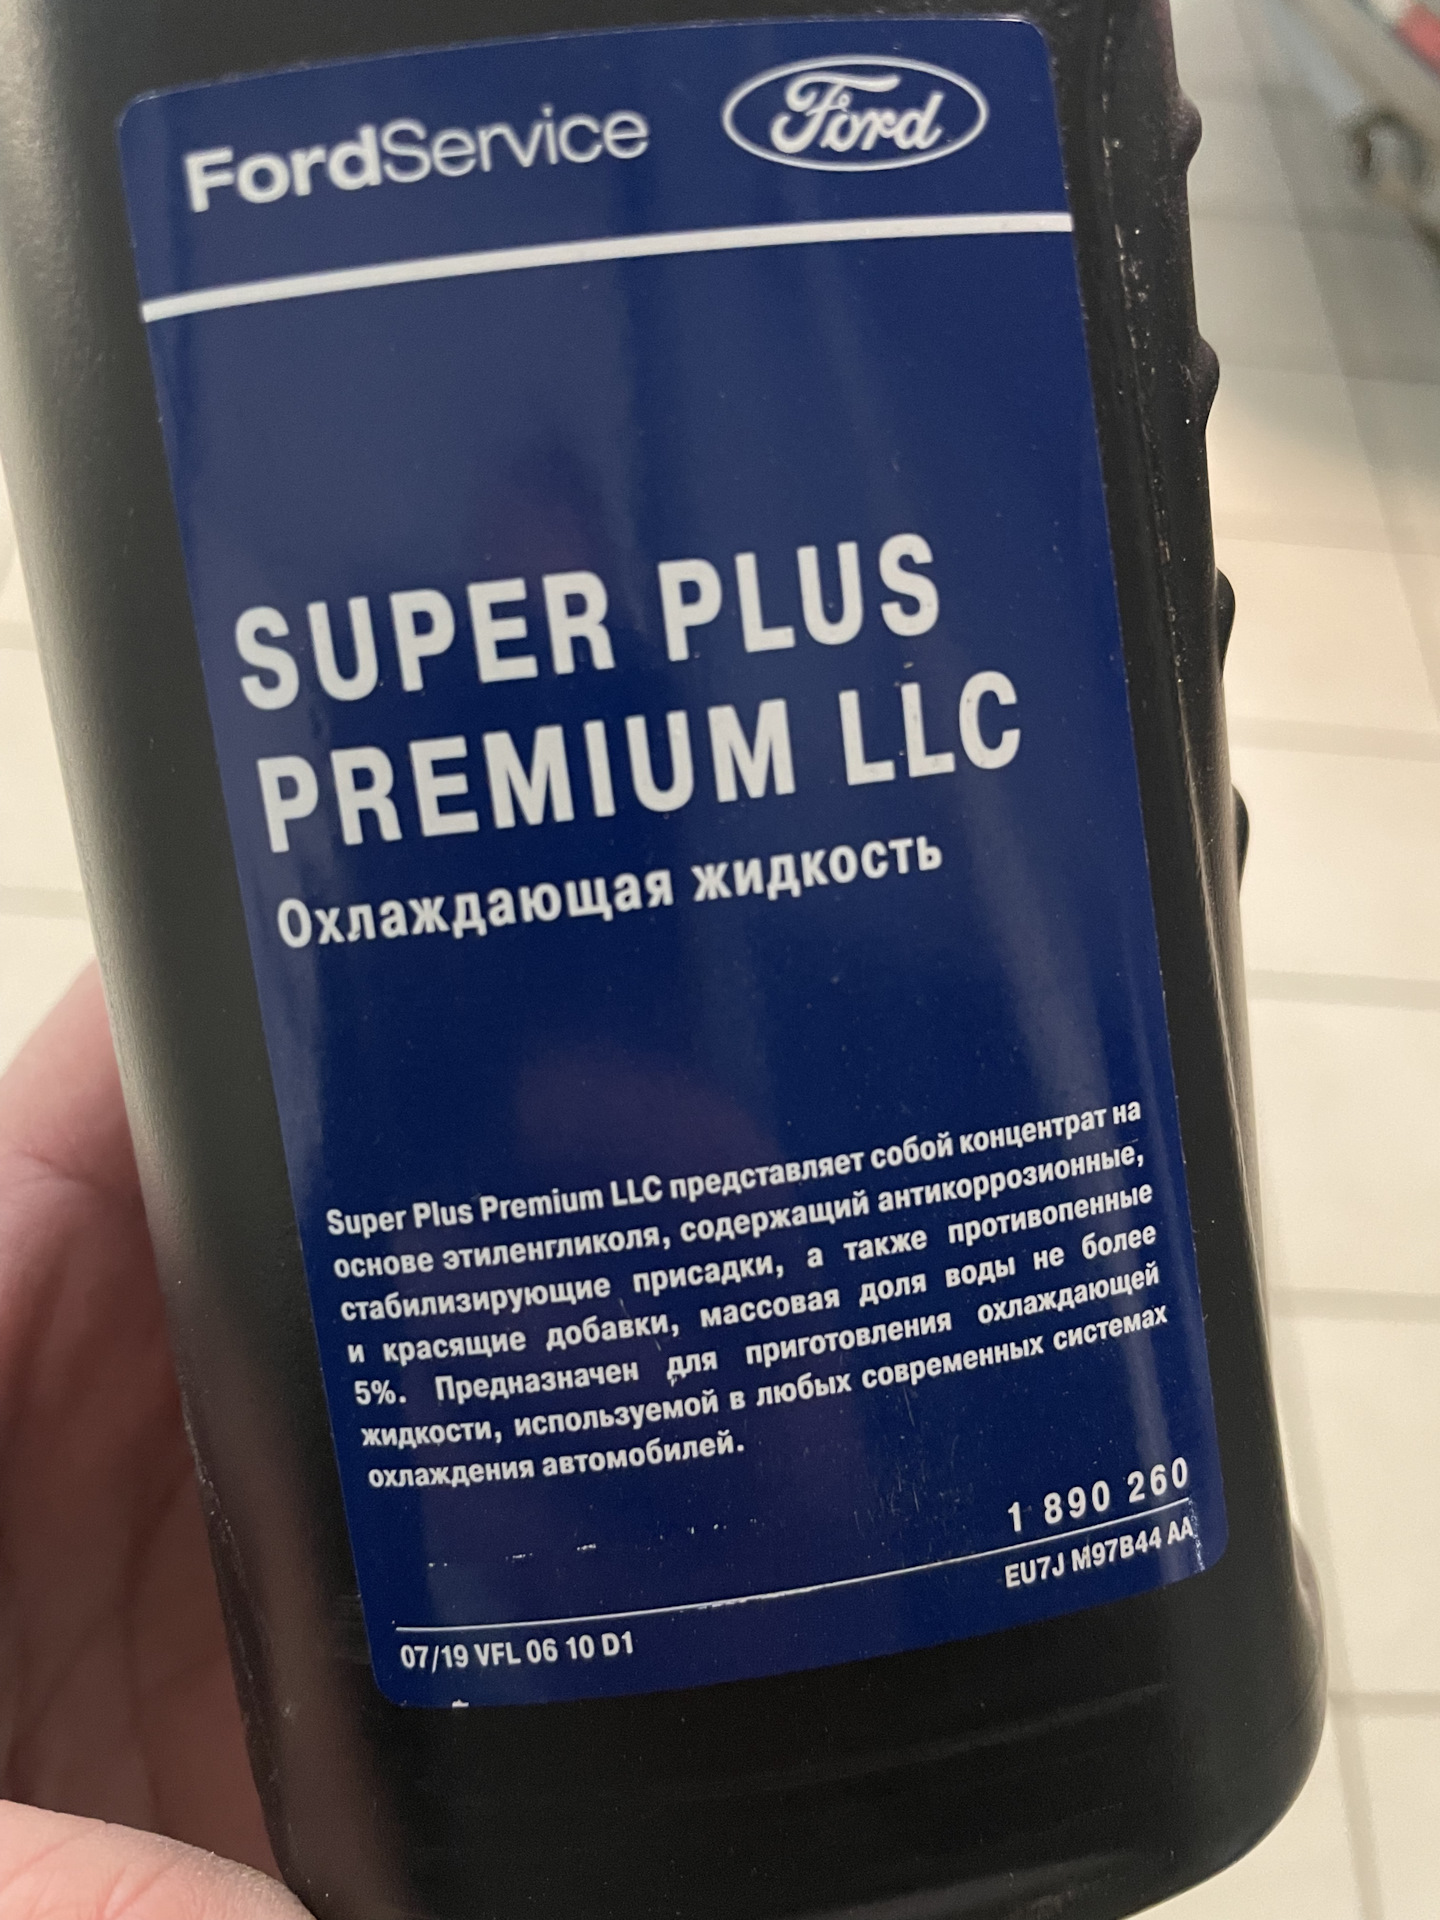 FordService Ford
SUPER PLUS
PREMIUM LLC
Охлаждающая жидкость
Super Plus Premium LLC представляет собой концентрат на
основе этиленгликоля, содержащий антикоррозионные,
стабилизирующие присадки, а также противопенные
и красящие добавки, массовая доля воды не более
5%. Предназначен для приготовления охлаждающей
жидкости, используемой в любых современных системах
охлаждения автомобилей.
1 890 260
EU7J M97B44 AA
07/19 VFL 06 10 D1